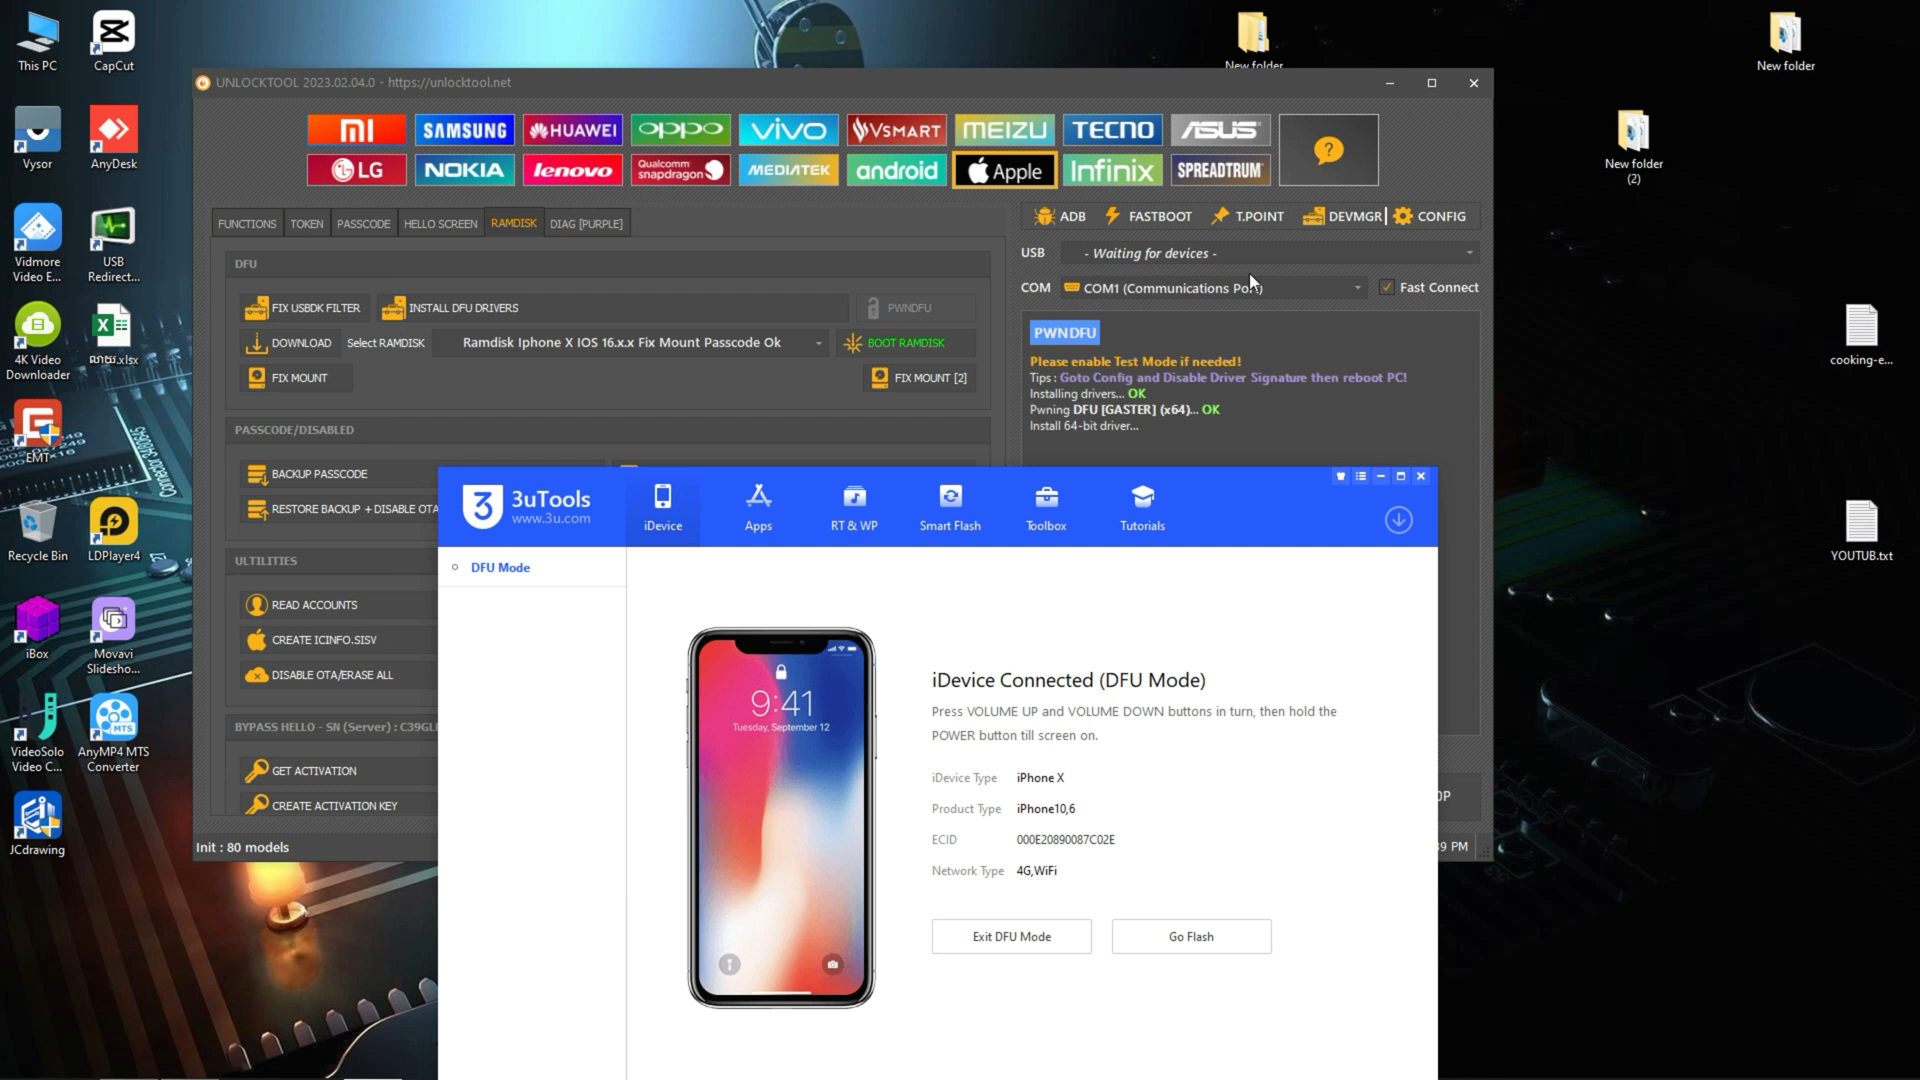 This PC
CapCut
New folder
New folder
UNLOCKTOOL 2023.02.04.0 - https://unlocktool.net
mi
SAMSUNG
HUAWEI
oppo
vivo
VSMART
MEIZU
TECNO
ASUS
?
LG
NOKIA
lenovo
Qualcomm
snapdragon
MEDIATEK
android
Apple
Infinix
SPREADTRUM
Vysor
AnyDesk
New folder
(2)
FUNCTIONS
TOKEN
PASSCODE
HELLO SCREEN
RAMDISK
DIAG [PURPLE]
ADB
FASTBOOT
T.POINT
DEVMGR
CONFIG
USB
- Waiting for devices -
COM
COM1 (Communications Port)
Fast Connect
Vidmore
Video E...
USB
Redirect...
DFU
FIX USBDK FILTER
INSTALL DFU DRIVERS
PWNDFU
DOWNLOAD
Select RAMDISK
Ramdisk Iphone X IOS 16.x.x Fix Mount Passcode Ok
BOOT RAMDISK
FIX MOUNT
FIX MOUNT [2]
PWNDFU
Please enable Test Mode if needed!
Tips : Goto Config and Disable Driver Signature then reboot PC!
Installing drivers... OK
Pwning DFU [GASTER] (x64)... OK
Install 64-bit driver...
4K Video
Downloader
cooking-e...
PASSCODE/DISABLED
BACKUP PASSCODE
RESTORE BACKUP + DISABLE OTA
EMT
Recycle Bin
LDPlayer4
YOUTUB.txt
ULTILITIES
READ ACCOUNTS
CREATE ICINFO.SISV
DISABLE OTA/ERASE ALL
iBox
Movavi
Slidesho...
BYPASS HELLO - SN (Server) : C39GL
GET ACTIVATION
CREATE ACTIVATION KEY
VideoSolo
Video C...
AnyMP4 MTS
Converter
JCdrawing
Init : 80 models
39 PM
3uTools
www.3u.com
iDevice
Apps
RT & WP
Smart Flash
Toolbox
Tutorials
DFU Mode
9:41
Tuesday, September 12
iDevice Connected (DFU Mode)
Press VOLUME UP and VOLUME DOWN buttons in turn, then hold the
POWER button till screen on.
iDevice Type iPhone X
Product Type iPhone10,6
ECID 000E20890087C02E
Network Type 4G,WiFi
Exit DFU Mode
Go Flash